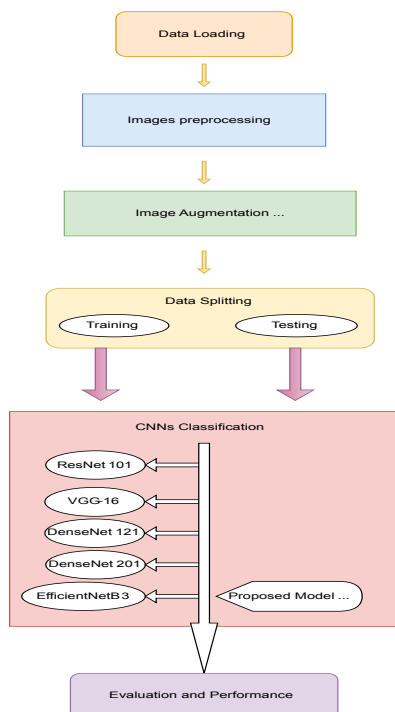 Data Loading
Images preprocessing
Image Augmentation ...
Data Splitting
Training
Testing
CNNs Classification
ResNet 101
VGG-16
DenseNet 121
DenseNet 201
EfficientNetB3
Proposed Model ...
Evaluation and Performance